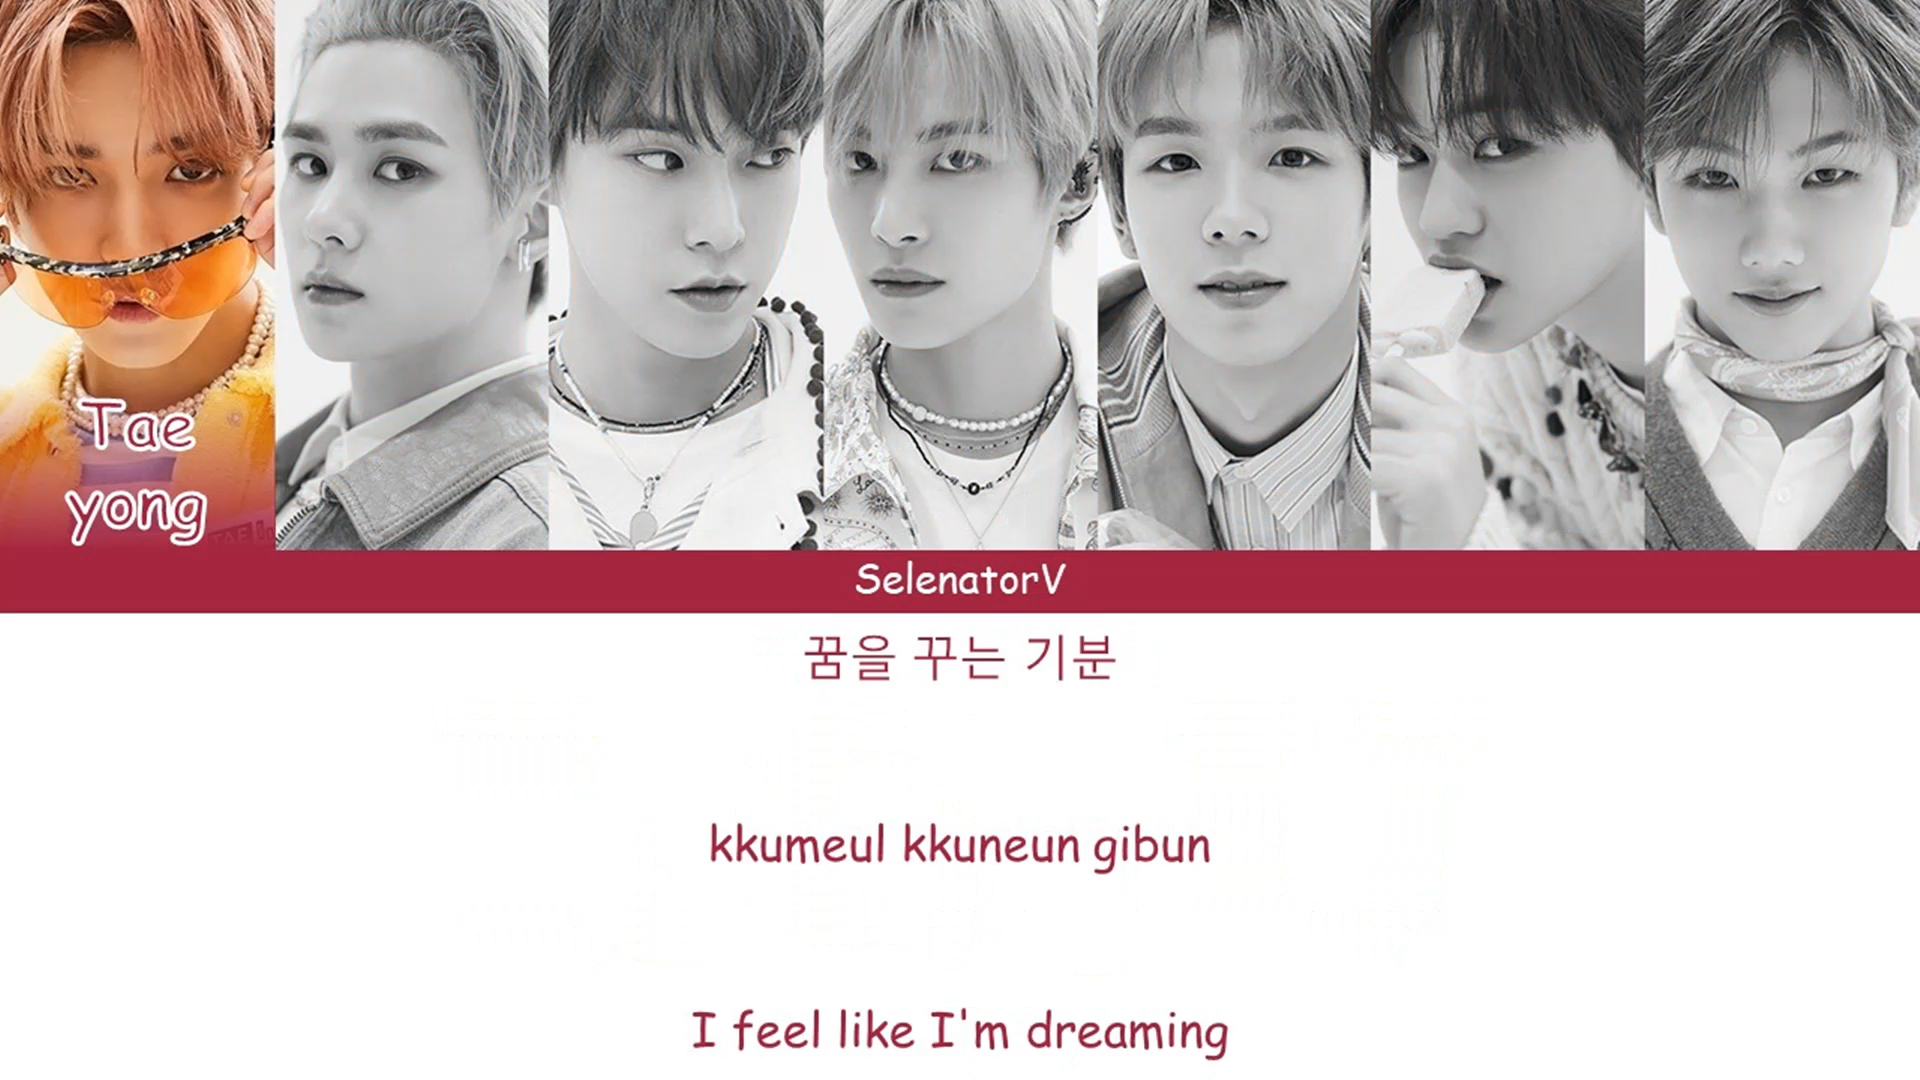 Tae
yong
SelenatorV
꿈을 꾸는 기분
kkumeul kkuneun gibun
I feel like I'm dreaming